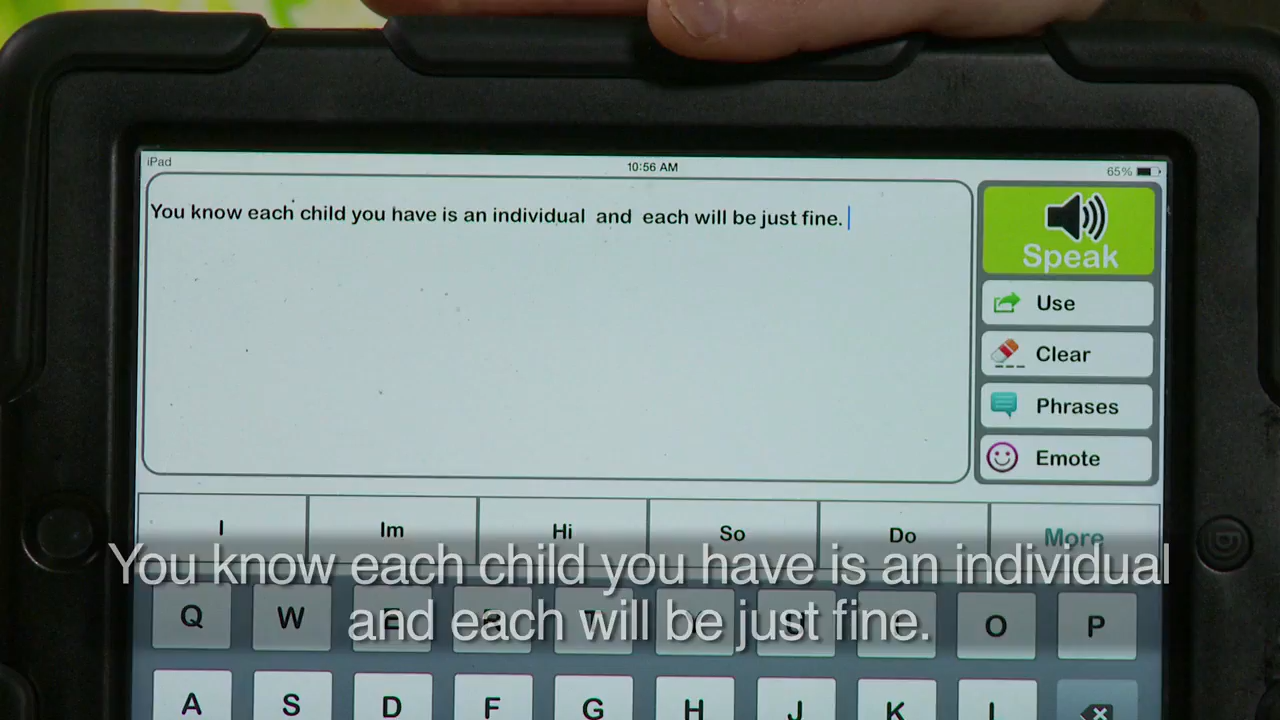 iPad
10:56 AM
65%
You know each child you have is an individual  and  each will be just fine.
Speak
Use
Clear
Phrases
Emote
I
Im
Hi
So
Do
More
You know each child you have is an individual
and each will be just fine.
Q W E O P
A S D F G H J K L